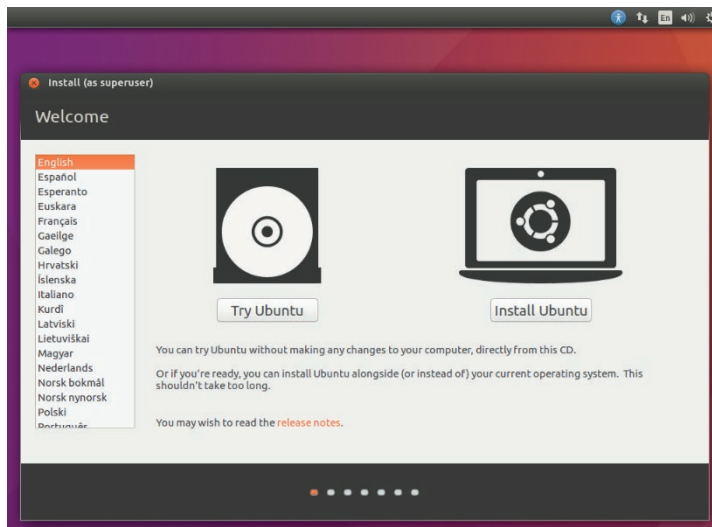 En
Install (as superuser)
Welcome
English
Español
Esperanto
Euskara
Français
Gaeilge
Galego
Hrvatski
Íslenska
Italiano
Kurdî
Latviski
Lietuviškai
Magyar
Nederlands
Norsk bokmål
Norsk nynorsk
Polski
Português
Try Ubuntu
Install Ubuntu
You can try Ubuntu without making any changes to your computer, directly from this CD.
Or if you're ready, you can install Ubuntu alongside (or instead of) your current operating system. This
shouldn't take too long.
You may wish to read the release notes.